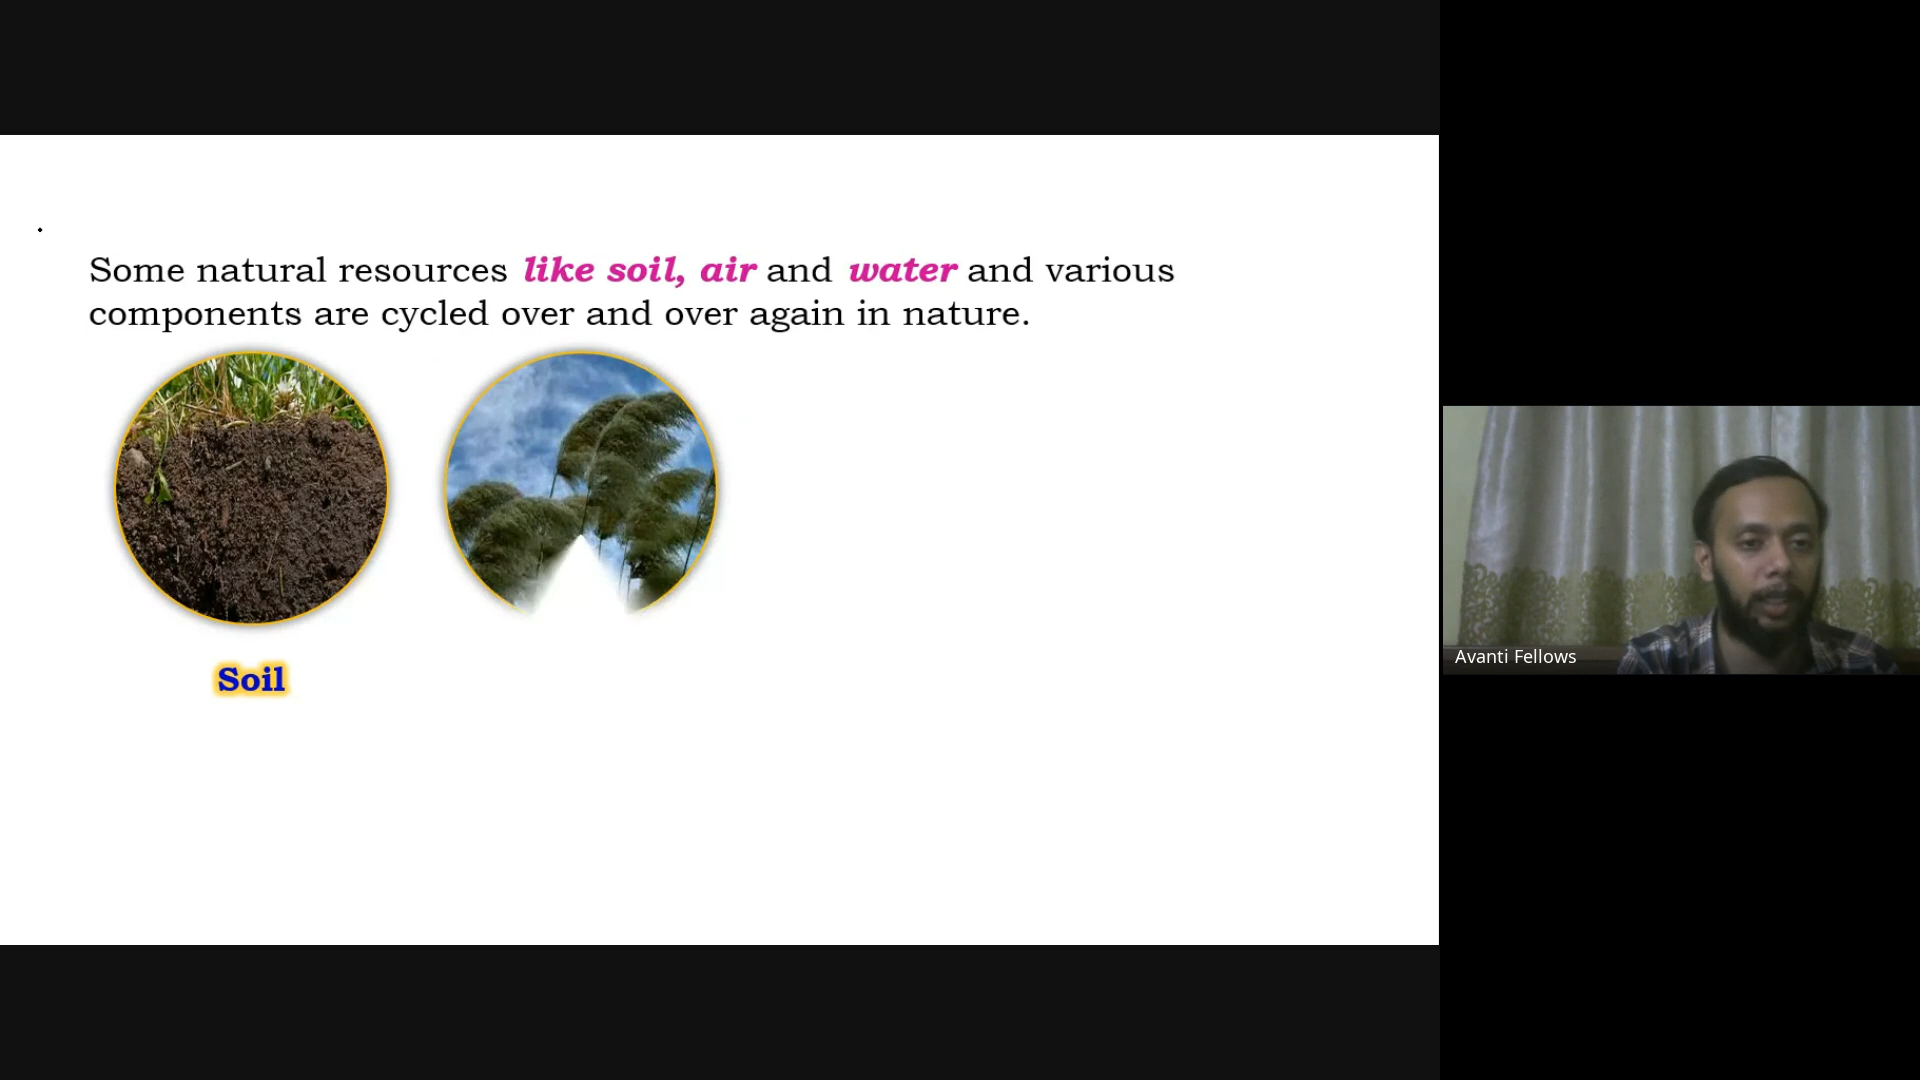 Some natural resources like soil, air and water and various
components are cycled over and over again in nature.
Soil
Avanti Fellows